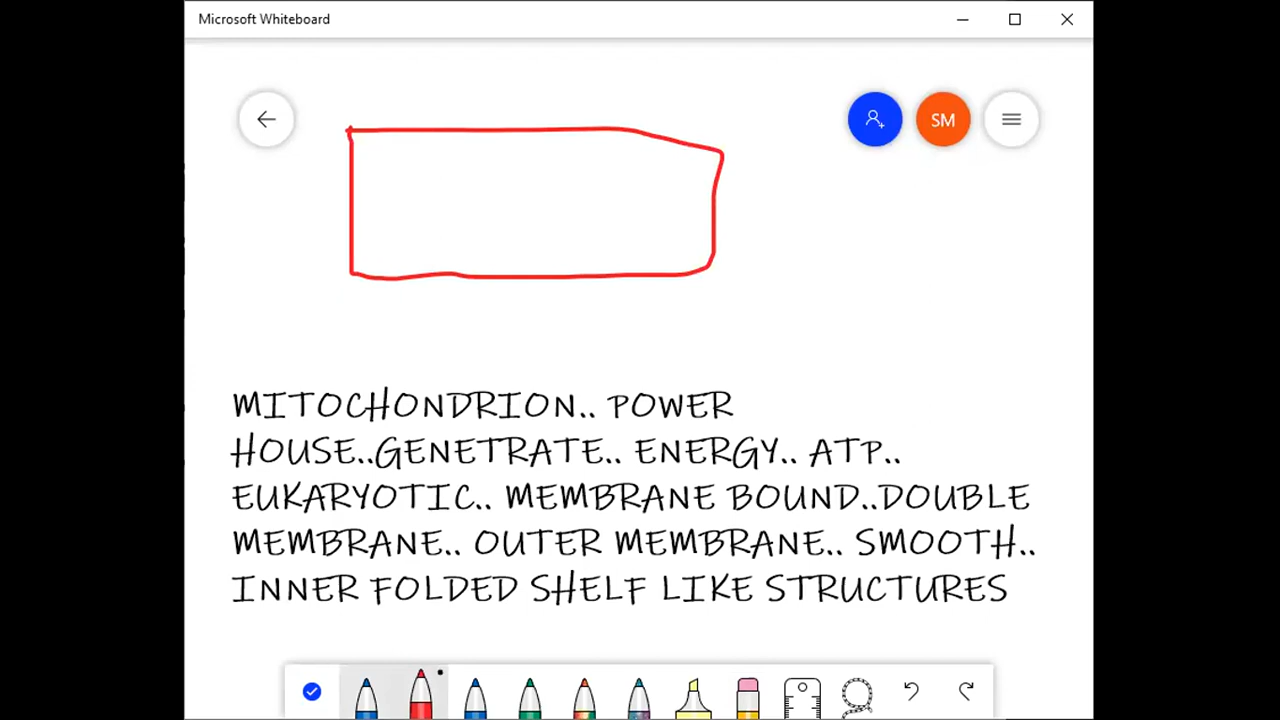 Microsoft Whiteboard
SM
MITOCHONDRION.. POWER
HOUSE..GENETRATE.. ENERGY.. ATP..
EUKARYOTIC.. MEMBRANE BOUND..DOUBLE
MEMBRANE.. OUTER MEMBRANE.. SMOOTH..
INNER FOLDED SHELF LIKE STRUCTURES